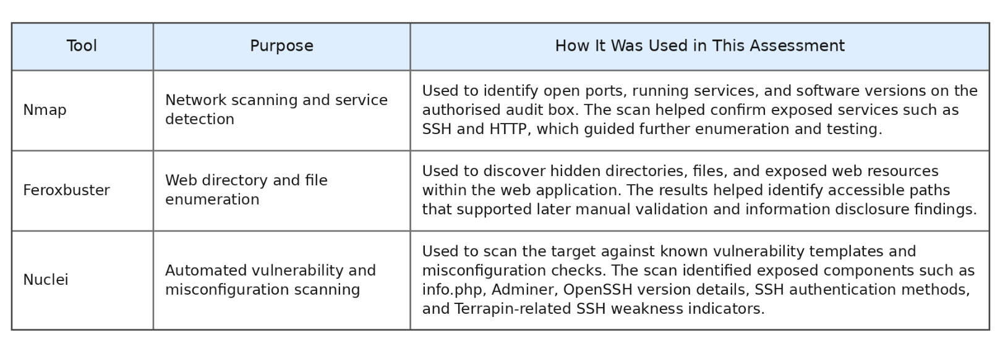 Tool
Purpose
How It Was Used in This Assessment
Nmap
Network scanning and service
detection
Used to identify open ports, running services, and software versions on the
authorised audit box. The scan helped confirm exposed services such as
SSH and HTTP, which guided further enumeration and testing.
Feroxbuster
Web directory and file
enumeration
Used to discover hidden directories, files, and exposed web resources
within the web application. The results helped identify accessible paths
that supported later manual validation and information disclosure findings.
Nuclei
Automated vulnerability and
misconfiguration scanning
Used to scan the target against known vulnerability templates and
misconfiguration checks. The scan identified exposed components such as
info.php, Adminer, OpenSSH version details, SSH authentication methods,
and Terrapin-related SSH weakness indicators.